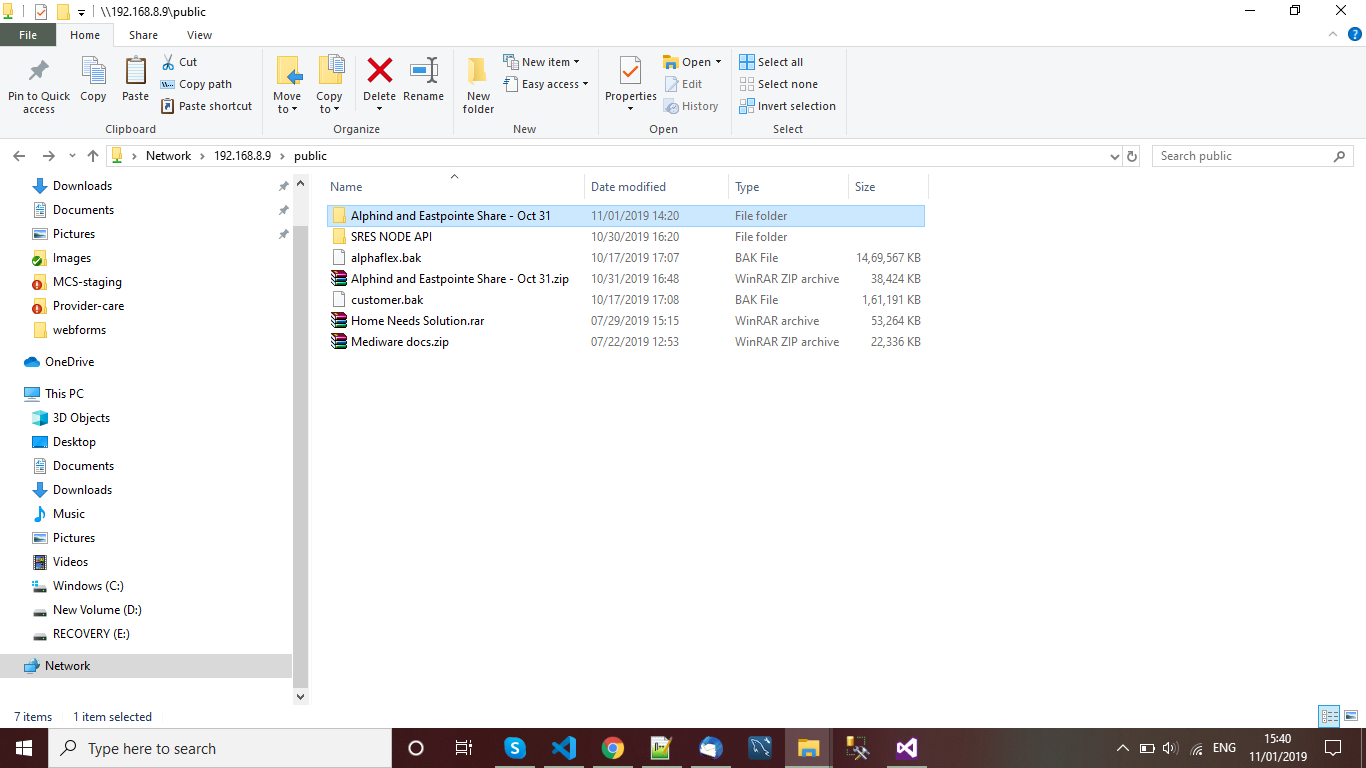 \\192.168.8.9\public
File Home Share View
Pin to Quick access
Copy
Paste
Cut
Copy path
Paste shortcut
Clipboard
Move to
Copy to
Delete
Rename
Organize
New folder
New item
Easy access
New
Properties
Open
Edit
History
Open
Select all
Select none
Invert selection
Select
Network 192.168.8.9 public
Search public
Downloads
Documents
Pictures
Images
MCS-staging
Provider-care
webforms
OneDrive
This PC
3D Objects
Desktop
Documents
Downloads
Music
Pictures
Videos
Windows (C:)
New Volume (D:)
RECOVERY (E:)
Network
Name Date modified Type Size
Alphind and Eastpointe Share - Oct 31 11/01/2019 14:20 File folder
SRES NODE API 10/30/2019 16:20 File folder
alphaflex.bak 10/17/2019 17:07 BAK File 14,69,567 KB
Alphind and Eastpointe Share - Oct 31.zip 10/31/2019 16:48 WinRAR ZIP archive 38,424 KB
customer.bak 10/17/2019 17:08 BAK File 1,61,191 KB
Home Needs Solution.rar 07/29/2019 15:15 WinRAR archive 53,264 KB
Mediware docs.zip 07/22/2019 12:53 WinRAR ZIP archive 22,336 KB
7 items 1 item selected
Type here to search
ENG
15:40
11/01/2019